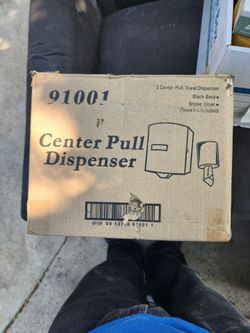 91001
1 Center Pull Towel Dispenser
Black Base
Smoke Cover
(Towel not included)
Center Pull
Dispenser